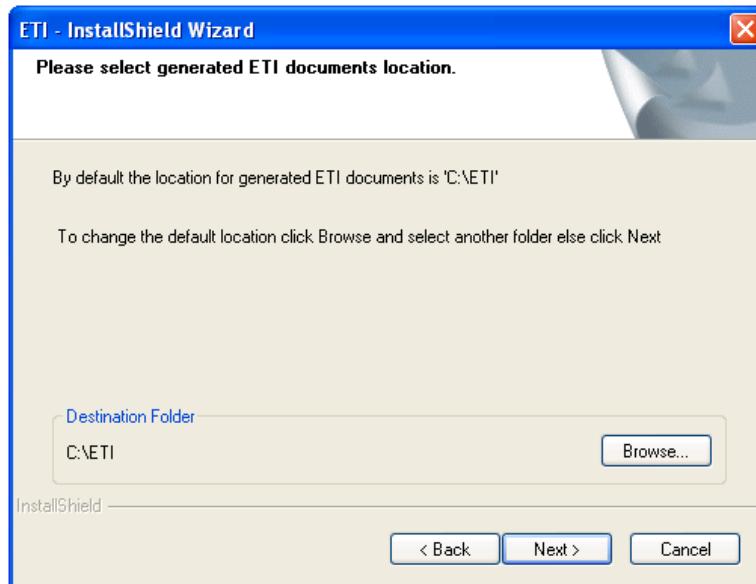 ETI - InstallShield Wizard
Please select generated ETI documents location.
By default the location for generated ETI documents is 'C:\ETI'
To change the default location click Browse and select another folder else click Next
Destination Folder
C:\ETI
Browse...
InstallShield
< Back Next > Cancel